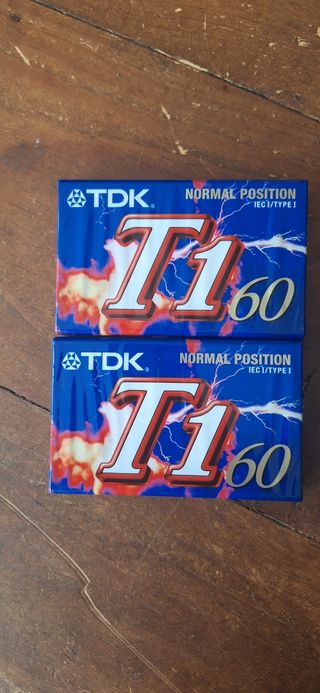 TDK
NORMAL POSITION
IEC I/TYPE I
T1 60
TDK
NORMAL POSITION
IEC I/TYPE I
T1 60